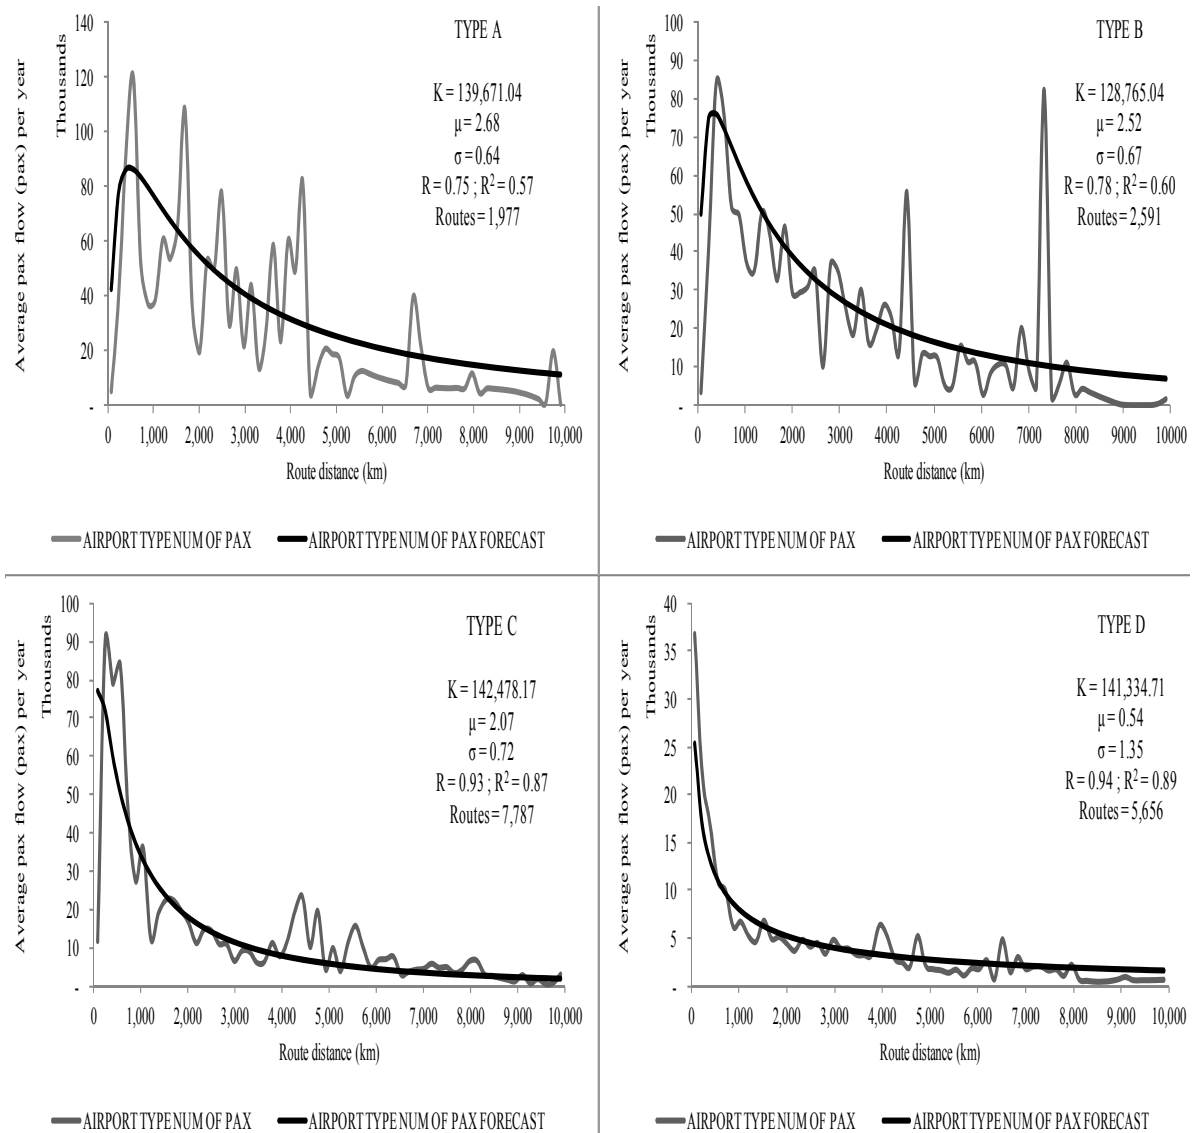 TYPE A
K = 139,671.04
μ = 2.68
σ = 0.64
R = 0.75 ; R² = 0.57
Routes = 1,977
Average pax flow (pax) per year
Thousands
140
120
100
80
60
40
20
-
0 1,000 2,000 3,000 4,000 5,000 6,000 7,000 8,000 9,000 10,000
Route distance (km)
AIRPORT TYPE NUM OF PAX AIRPORT TYPE NUM OF PAX FORECAST
TYPE B
K = 128,765.04
μ = 2.52
σ = 0.67
R = 0.78 ; R² = 0.60
Routes = 2,591
Average pax flow (pax) per year
Thousands
100
90
80
70
60
50
40
30
20
10
-
0 1000 2000 3000 4000 5000 6000 7000 8000 9000 10000
Route distance (km)
AIRPORT TYPE NUM OF PAX AIRPORT TYPE NUM OF PAX FORECAST
TYPE C
K = 142,478.17
μ = 2.07
σ = 0.72
R = 0.93 ; R² = 0.87
Routes = 7,787
Average pax flow (pax) per year
Thousands
100
90
80
70
60
50
40
30
20
10
-
0 1,000 2,000 3,000 4,000 5,000 6,000 7,000 8,000 9,000 10,000
Route distance (km)
AIRPORT TYPE NUM OF PAX AIRPORT TYPE NUM OF PAX FORECAST
TYPE D
K = 141,334.71
μ = 0.54
σ = 1.35
R = 0.94 ; R² = 0.89
Routes = 5,656
Average pax flow (pax) per year
Thousands
40
35
30
25
20
15
10
5
-
0 1,000 2,000 3,000 4,000 5,000 6,000 7,000 8,000 9,000 10,000
Route distance (km)
AIRPORT TYPE NUM OF PAX AIRPORT TYPE NUM OF PAX FORECAST